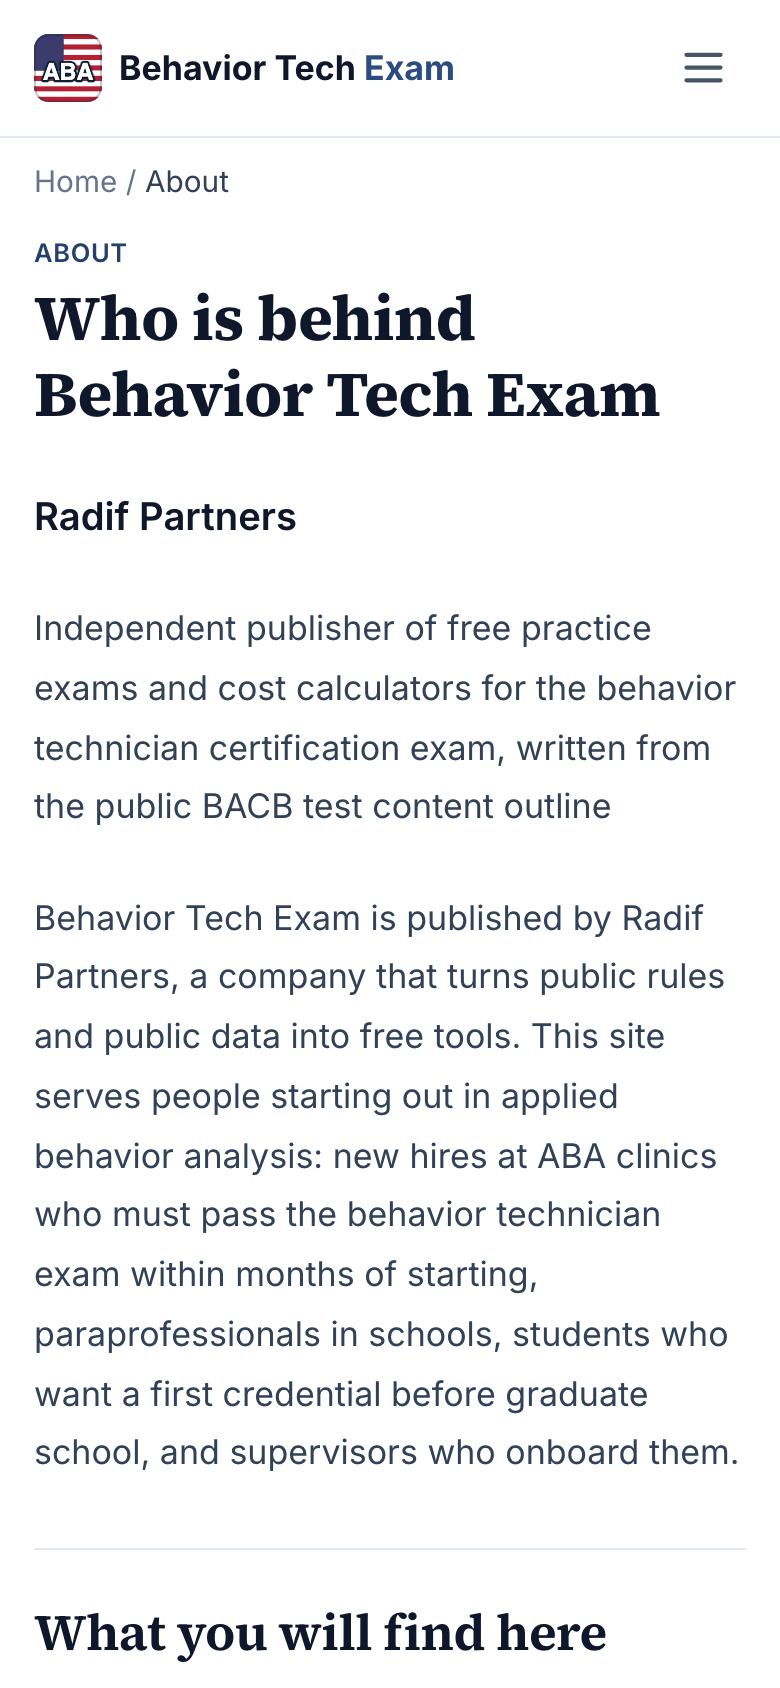 ABA
Behavior Tech Exam
Home / About
ABOUT
Who is behind
Behavior Tech Exam
Radif Partners
Independent publisher of free practice
exams and cost calculators for the behavior
technician certification exam, written from
the public BACB test content outline
Behavior Tech Exam is published by Radif
Partners, a company that turns public rules
and public data into free tools. This site
serves people starting out in applied
behavior analysis: new hires at ABA clinics
who must pass the behavior technician
exam within months of starting,
paraprofessionals in schools, students who
want a first credential before graduate
school, and supervisors who onboard them.
What you will find here